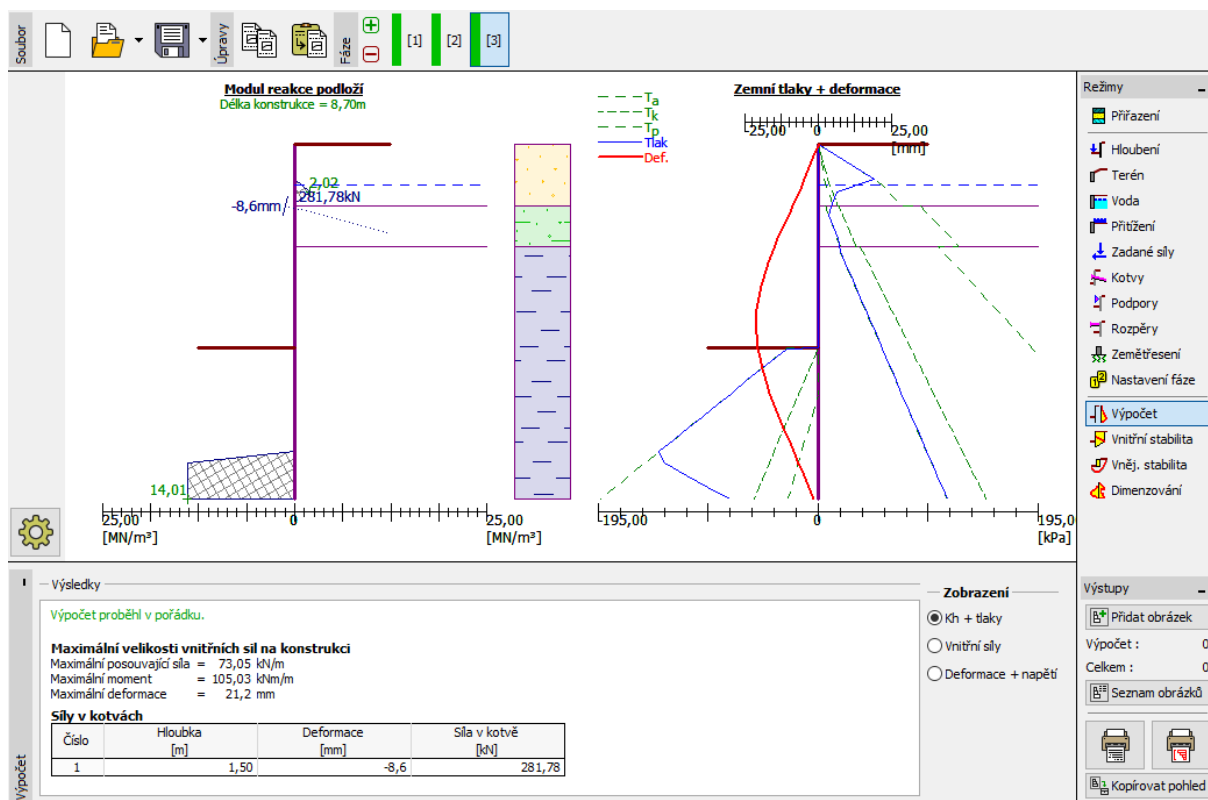 Soubor
Úpravy
Fáze
[1]
[2]
[3]
Modul reakce podloží
Délka konstrukce = 8,70m
2,02
281,78kN
-8,6mm
14,01
25,00
0
25,00
[MN/m³]
[MN/m³]
Ta
Tk
Tp
Tlak
Def.
Zemní tlaky + deformace
-25,00
0
25,00
[mm]
-195,00
0
195,0
[kPa]
Režimy
Přiřazení
Hloubení
Terén
Voda
Přitížení
Zadané síly
Kotvy
Podpory
Rozpěry
Zemětřesení
Nastavení fáze
Výpočet
Vnitřní stabilita
Vněj. stabilita
Dimenzování
Výpočet
Výsledky
Výpočet proběhl v pořádku.
Maximální velikosti vnitřních sil na konstrukci
Maximální posouvající síla = 73,05 kN/m
Maximální moment = 105,03 kNm/m
Maximální deformace = 21,2 mm
Síly v kotvách
Číslo Hloubka Deformace Síla v kotvě
[m] [mm] [kN]
1 1,50 -8,6 281,78
Zobrazení
Kh + tlaky
Vnitřní síly
Deformace + napětí
Výstupy
Přidat obrázek
Výpočet : 0
Celkem : 0
Seznam obrázků
Kopírovat pohled